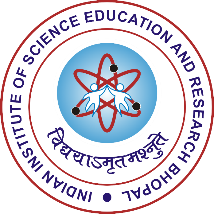 INDIAN INSTITUTE OF SCIENCE EDUCATION AND RESEARCH BHOPAL
विद्ययाऽमृतमश्नुते